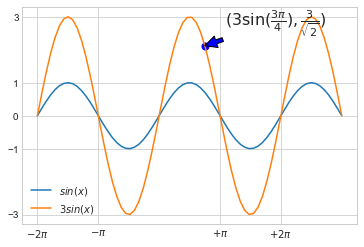 (3sin(3π/4), 3/√2)
3
1
0
−1
−3
sin(x)
3sin(x)
−2π −π +π +2π